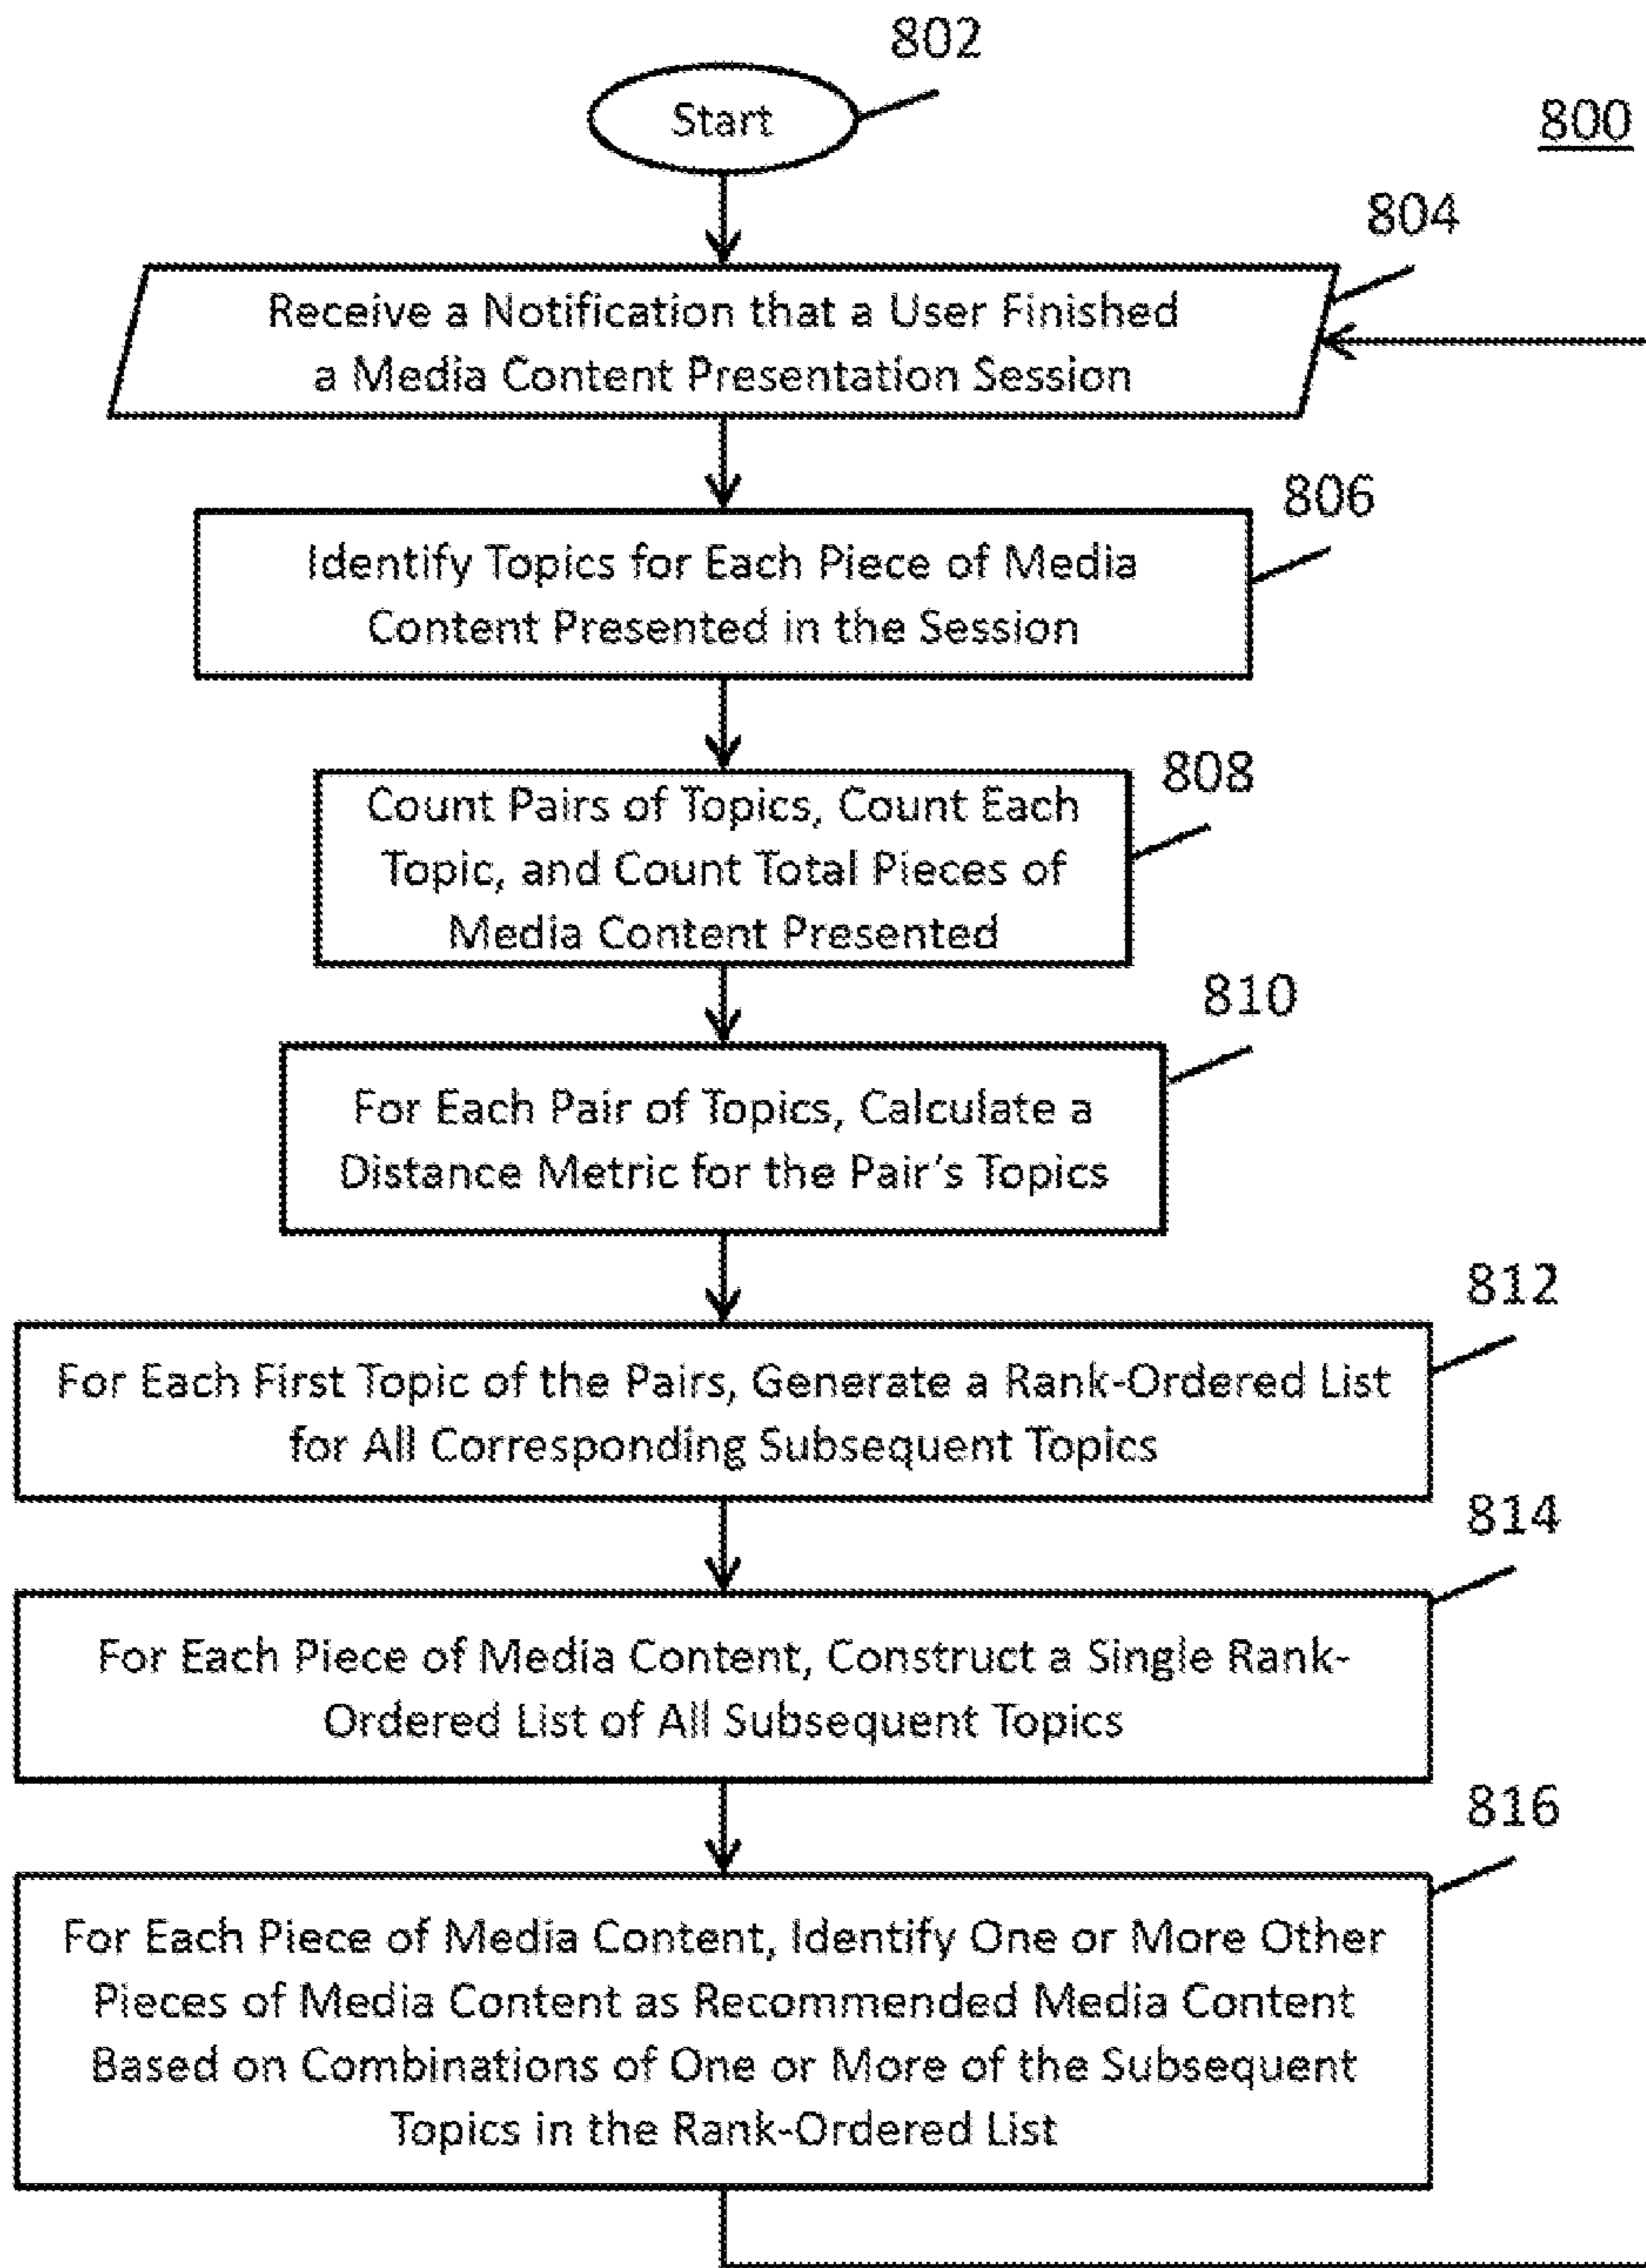 802
Start
800
804
Receive a Notification that a User Finished
a Media Content Presentation Session
806
Identify Topics for Each Piece of Media
Content Presented in the Session
808
Count Pairs of Topics, Count Each
Topic, and Count Total Pieces of
Media Content Presented
810
For Each Pair of Topics, Calculate a
Distance Metric for the Pair's Topics
812
For Each First Topic of the Pairs, Generate a Rank-Ordered List
for All Corresponding Subsequent Topics
814
For Each Piece of Media Content, Construct a Single Rank-
Ordered List of All Subsequent Topics
816
For Each Piece of Media Content, Identify One or More Other
Pieces of Media Content as Recommended Media Content
Based on Combinations of One or More of the Subsequent
Topics in the Rank-Ordered List